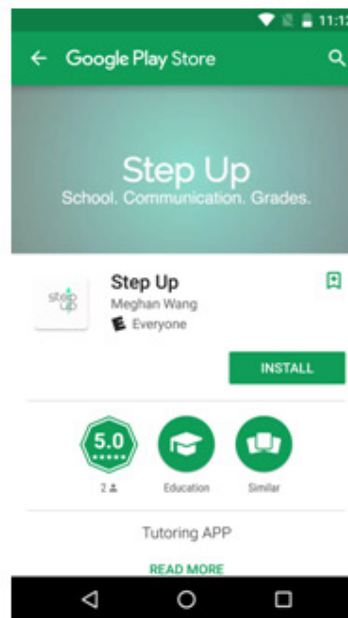 11:12
Google Play Store
Step Up
School. Communication. Grades.
step
up
Step Up
Meghan Wang
E Everyone
INSTALL
5.0
2
Education
Similar
Tutoring APP
READ MORE